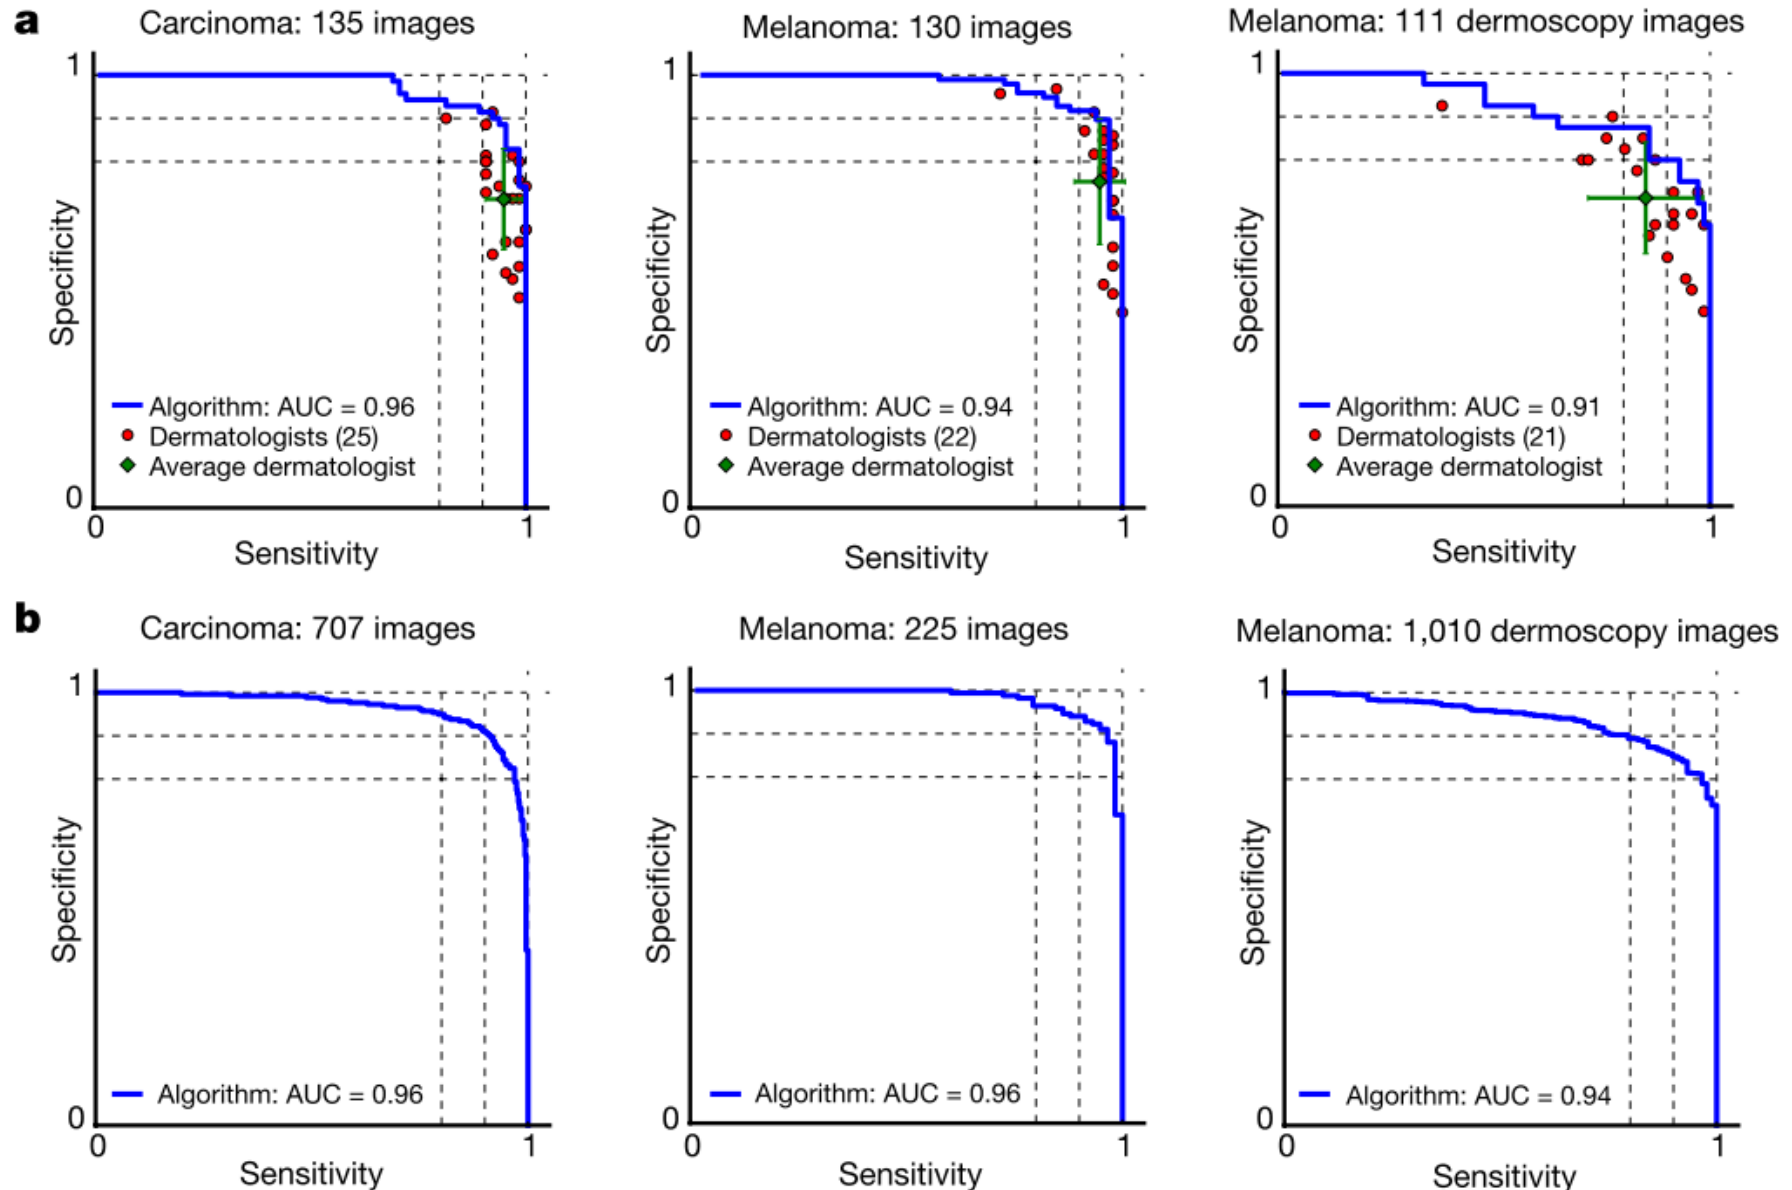 a
Carcinoma: 135 images
1
Specificity
Algorithm: AUC = 0.96
Dermatologists (25)
Average dermatologist
0
0
1
Sensitivity
Melanoma: 130 images
1
Specificity
Algorithm: AUC = 0.94
Dermatologists (22)
Average dermatologist
0
0
1
Sensitivity
Melanoma: 111 dermoscopy images
1
Specificity
Algorithm: AUC = 0.91
Dermatologists (21)
Average dermatologist
0
0
1
Sensitivity
b
Carcinoma: 707 images
1
Specificity
Algorithm: AUC = 0.96
0
0
1
Sensitivity
Melanoma: 225 images
1
Specificity
Algorithm: AUC = 0.96
0
0
1
Sensitivity
Melanoma: 1,010 dermoscopy images
1
Specificity
Algorithm: AUC = 0.94
0
0
1
Sensitivity